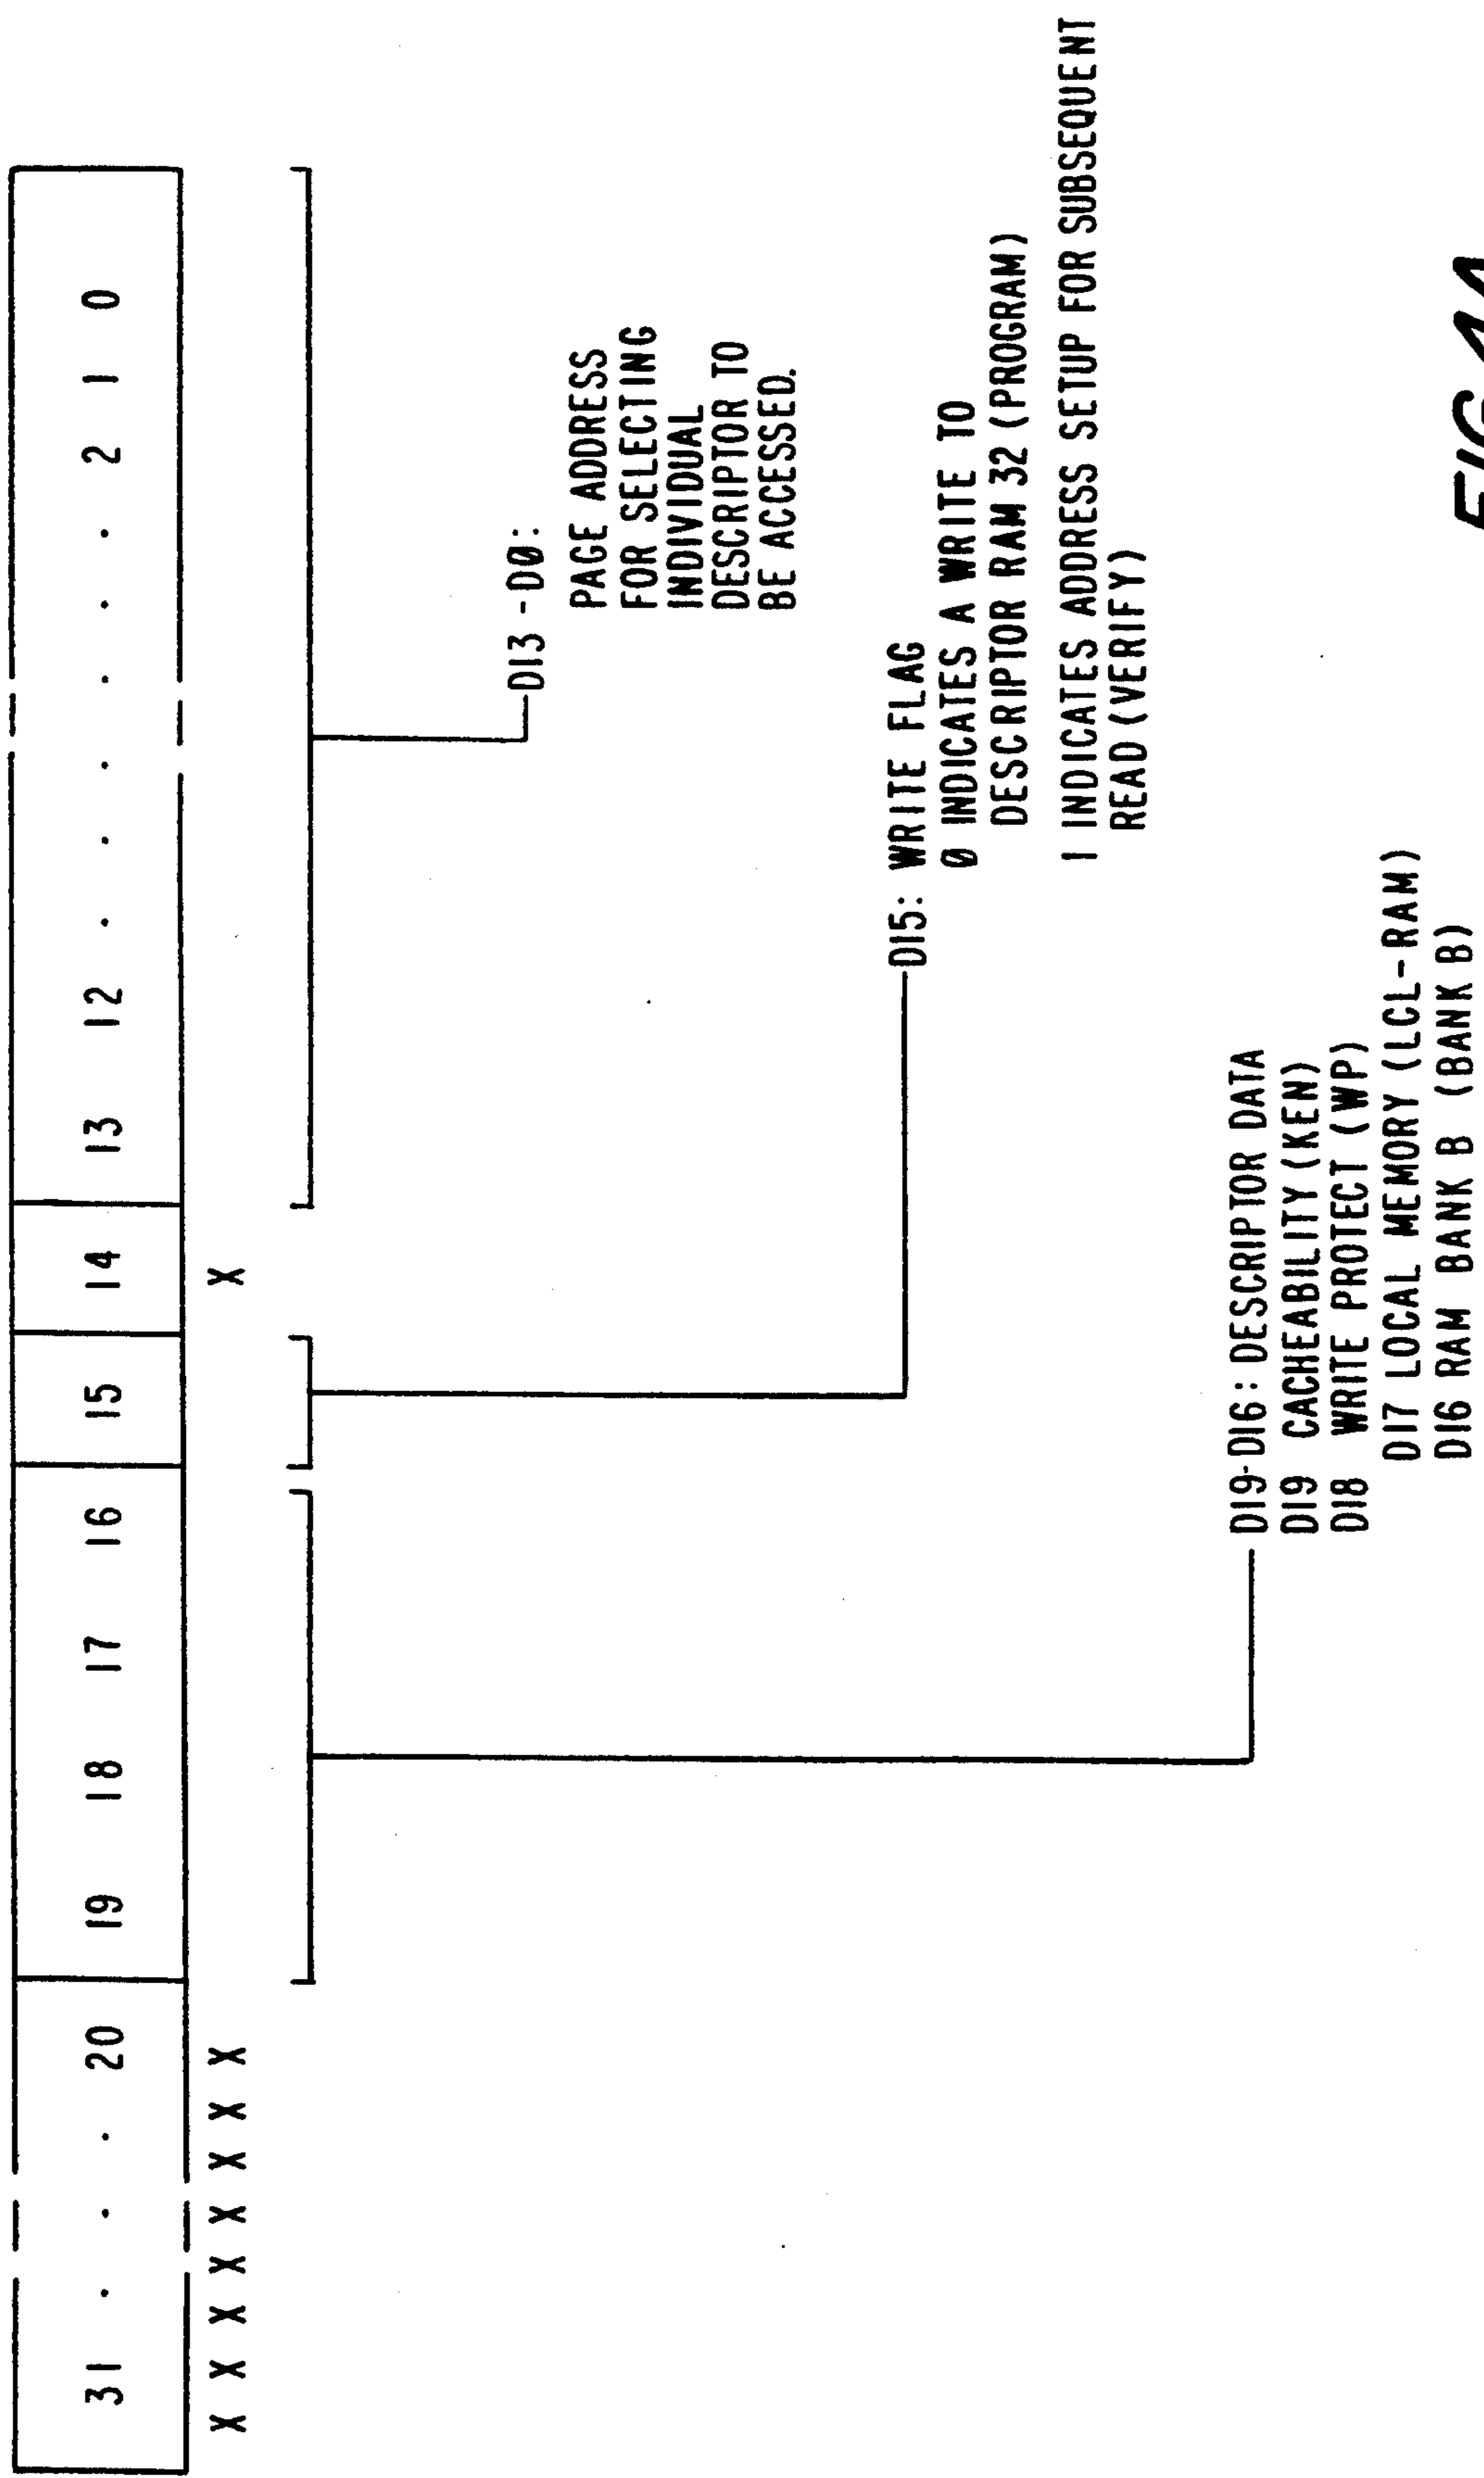 31 · · · 20 19 18 17 16 15 14 13 12 · · · · · · 2 1 0
X X X X X X X X X
D13 -DØ:
PAGE ADDRESS
FOR SELECTING
INDIVIDUAL
DESCRIPTOR TO
BE ACCESSED.
D15: WRITE FLAG
Ø INDICATES A WRITE TO
DESCRIPTOR RAM 32 (PROGRAM)
1 INDICATES ADDRESS SETUP FOR SUBSEQUENT
READ (VERIFY)
D19-D16: DESCRIPTOR DATA
D19 CACHEABILITY (KEN)
D18 WRITE PROTECT (WP)
D17 LOCAL MEMORY (LCL-RAM)
D16 RAM BANK B (BANK B)